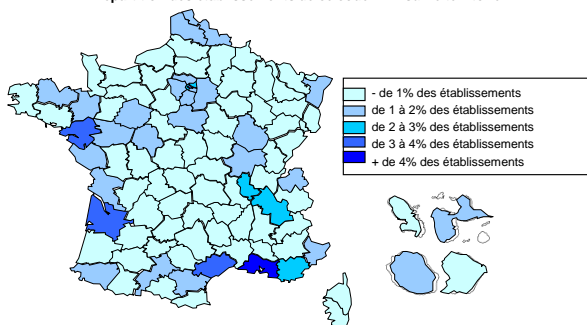 - de 1% des établissements
de 1 à 2% des établissements
de 2 à 3% des établissements
de 3 à 4% des établissements
+ de 4% des établissements